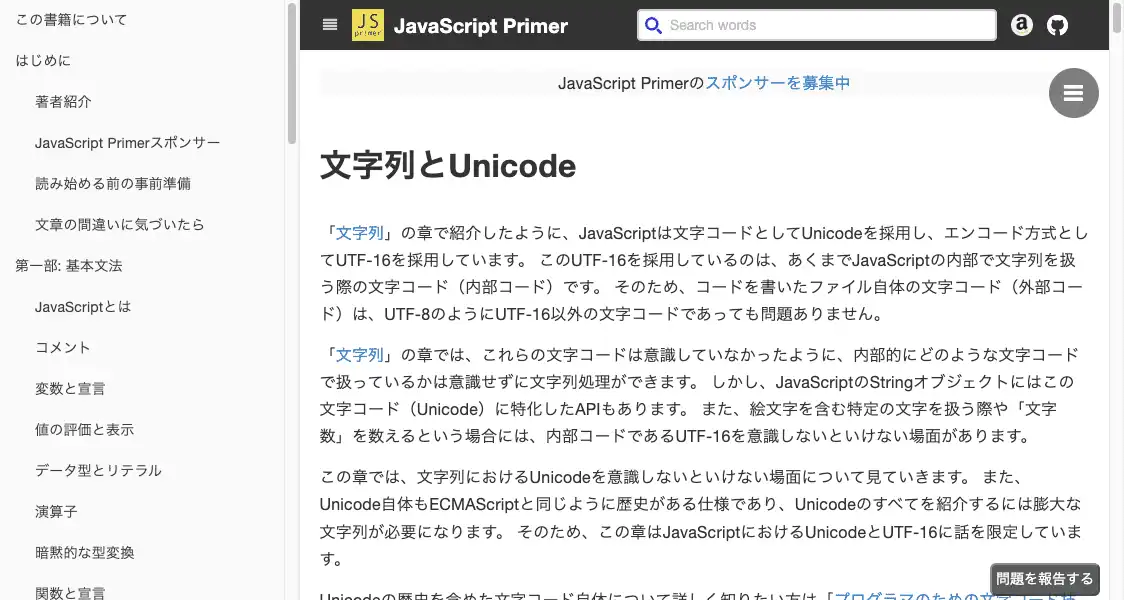 この書籍について
はじめに
著者紹介
JavaScript Primerスポンサー
読み始める前の事前準備
文章の間違いに気づいたら
第一部: 基本文法
JavaScriptとは
コメント
変数と宣言
値の評価と表示
データ型とリテラル
演算子
暗黙的な型変換
関数と宣言
JS primer
JavaScript Primer
Search words
JavaScript Primerのスポンサーを募集中
文字列とUnicode
「文字列」の章で紹介したように、JavaScriptは文字コードとしてUnicodeを採用し、エンコード方式とし
てUTF-16を採用しています。 このUTF-16を採用しているのは、あくまでJavaScriptの内部で文字列を扱
う際の文字コード（内部コード）です。 そのため、コードを書いたファイル自体の文字コード（外部コー
ド）は、UTF-8のようにUTF-16以外の文字コードであっても問題ありません。
「文字列」の章では、これらの文字コードは意識していなかったように、内部的にどのような文字コード
で扱っているかは意識せずに文字列処理ができます。 しかし、JavaScriptのStringオブジェクトにはこの
文字コード（Unicode）に特化したAPIもあります。 また、絵文字を含む特定の文字を扱う際や「文字
数」を数えるという場合には、内部コードであるUTF-16を意識しないといけない場面があります。
この章では、文字列におけるUnicodeを意識しないといけない場面について見ていきます。 また、
Unicode自体もECMAScriptと同じように歴史がある仕様であり、Unicodeのすべてを紹介するには膨大な
文字列が必要になります。 そのため、この章はJavaScriptにおけるUnicodeとUTF-16に話を限定していま
す。
Unicodeの歴史を含めた文字コード自体について詳しく知りたい方は「プログラマのための文字コード技
問題を報告する